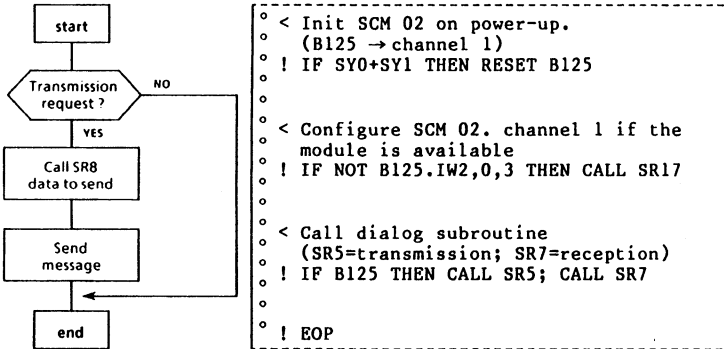 start
Transmission
request ?
NO
YES
Call SR8
data to send
Send
message
end
< Init SCM 02 on power-up.
(B125 → channel 1)
! IF SY0+SY1 THEN RESET B125
< Configure SCM 02. channel 1 if the
module is available
! IF NOT B125.IW2,0,3 THEN CALL SR17
< Call dialog subroutine
(SR5=transmission; SR7=reception)
! IF B125 THEN CALL SR5; CALL SR7
! EOP